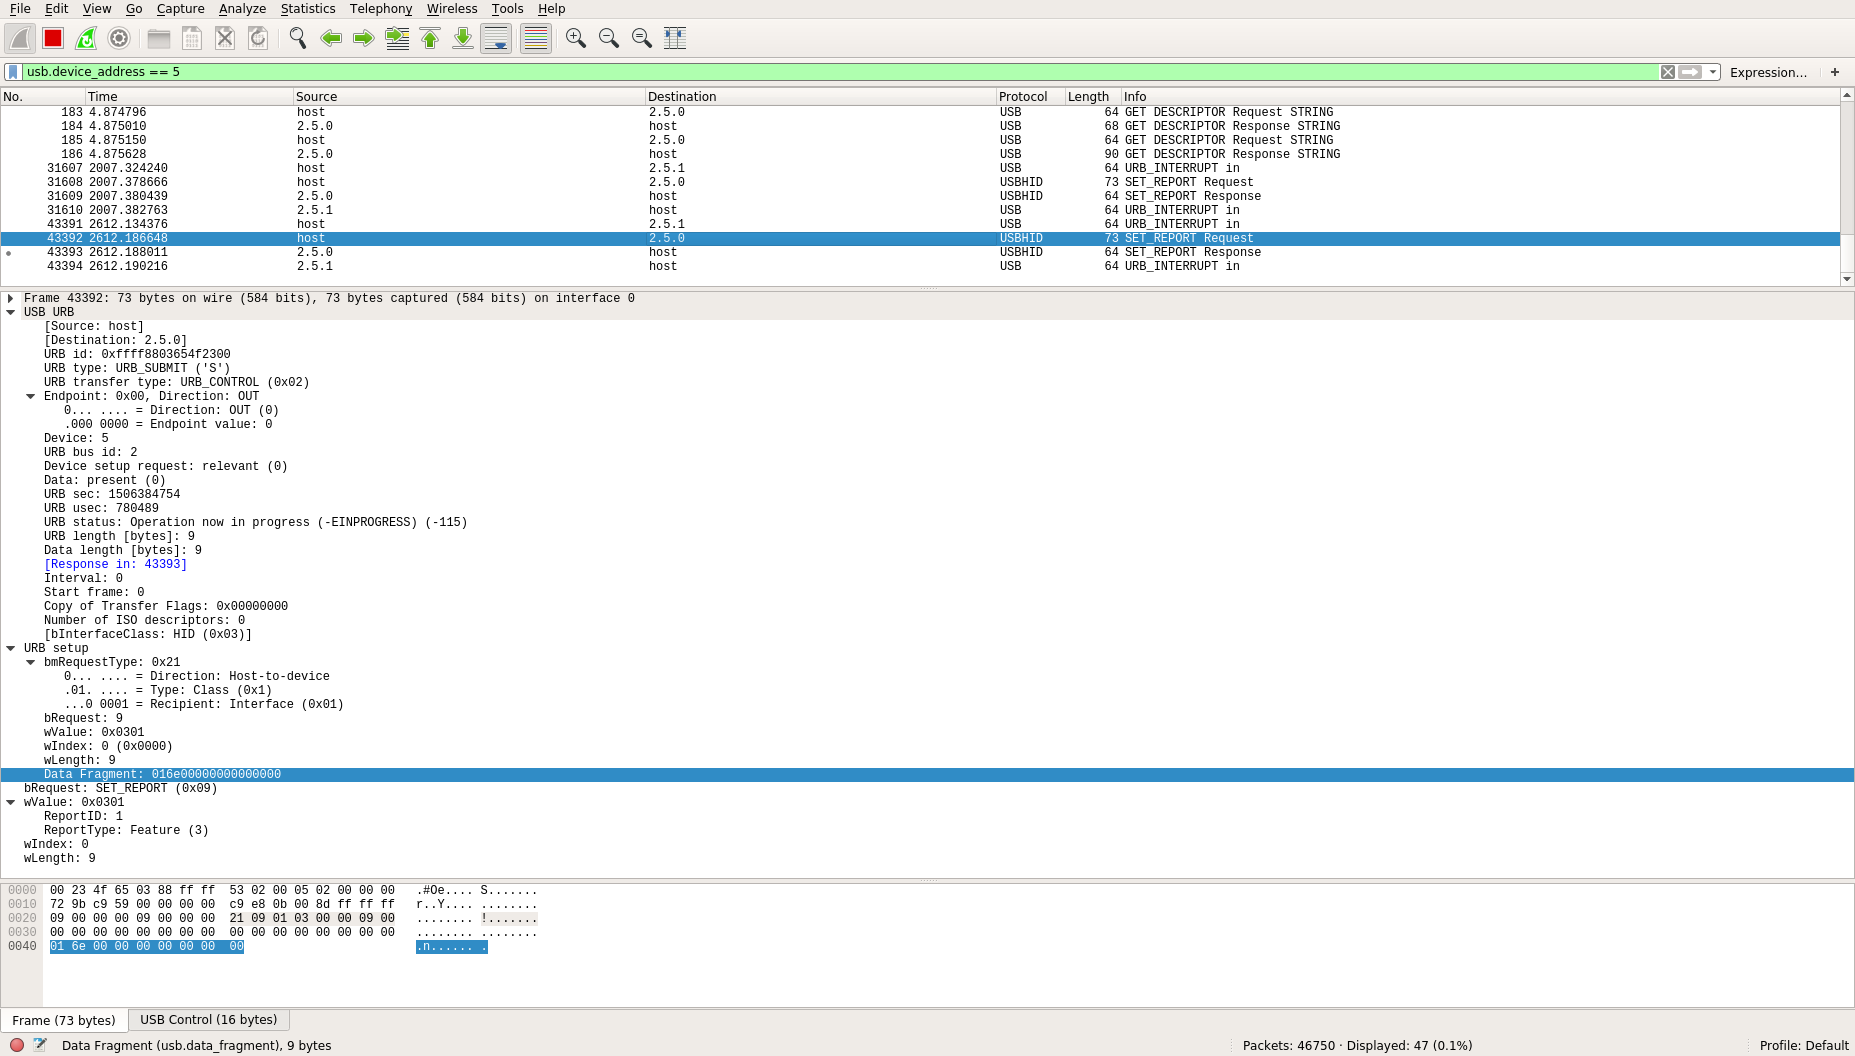 File Edit View Go Capture Analyze Statistics Telephony Wireless Tools Help
usb.device_address == 5 Expression... +
No. Time Source Destination Protocol Length Info
183 4.874796 host 2.5.0 USB 64 GET DESCRIPTOR Request STRING
184 4.875010 2.5.0 host USB 68 GET DESCRIPTOR Response STRING
185 4.875150 host 2.5.0 USB 64 GET DESCRIPTOR Request STRING
186 4.875628 2.5.0 host USB 90 GET DESCRIPTOR Response STRING
31607 2007.324240 host 2.5.1 USB 64 URB_INTERRUPT in
31608 2007.378666 host 2.5.0 USBHID 73 SET_REPORT Request
31609 2007.380439 2.5.0 host USBHID 64 SET_REPORT Response
31610 2007.382763 2.5.1 host USB 64 URB_INTERRUPT in
43391 2612.134376 host 2.5.1 USB 64 URB_INTERRUPT in
43392 2612.186648 host 2.5.0 USBHID 73 SET_REPORT Request
43393 2612.188011 2.5.0 host USBHID 64 SET_REPORT Response
43394 2612.190216 2.5.1 host USB 64 URB_INTERRUPT in
Frame 43392: 73 bytes on wire (584 bits), 73 bytes captured (584 bits) on interface 0
USB URB
[Source: host]
[Destination: 2.5.0]
URB id: 0xffff8803654f2300
URB type: URB_SUBMIT ('S')
URB transfer type: URB_CONTROL (0x02)
Endpoint: 0x00, Direction: OUT
0... .... = Direction: OUT (0)
.000 0000 = Endpoint value: 0
Device: 5
URB bus id: 2
Device setup request: relevant (0)
Data: present (0)
URB sec: 1506384754
URB usec: 780489
URB status: Operation now in progress (-EINPROGRESS) (-115)
URB length [bytes]: 9
Data length [bytes]: 9
[Response in: 43393]
Interval: 0
Start frame: 0
Copy of Transfer Flags: 0x00000000
Number of ISO descriptors: 0
[bInterfaceClass: HID (0x03)]
URB setup
bmRequestType: 0x21
0... .... = Direction: Host-to-device
.01. .... = Type: Class (0x1)
...0 0001 = Recipient: Interface (0x01)
bRequest: 9
wValue: 0x0301
wIndex: 0 (0x0000)
wLength: 9
Data Fragment: 016e00000000000000
bRequest: SET_REPORT (0x09)
wValue: 0x0301
ReportID: 1
ReportType: Feature (3)
wIndex: 0
wLength: 9
0000 00 23 4f 65 03 88 ff ff 53 02 00 05 02 00 00 00 .#Oe.... S.......
0010 72 9b c9 59 00 00 00 00 c9 e8 0b 00 8d ff ff ff r..Y.... ........
0020 09 00 00 00 09 00 00 00 21 09 01 03 00 00 09 00 ........ !.......
0030 00 00 00 00 00 00 00 00 00 00 00 00 00 00 00 00 ........ ........
0040 01 6e 00 00 00 00 00 00 00 .n...... .
Frame (73 bytes) USB Control (16 bytes)
Data Fragment (usb.data_fragment), 9 bytes Packets: 46750 · Displayed: 47 (0.1%) Profile: Default